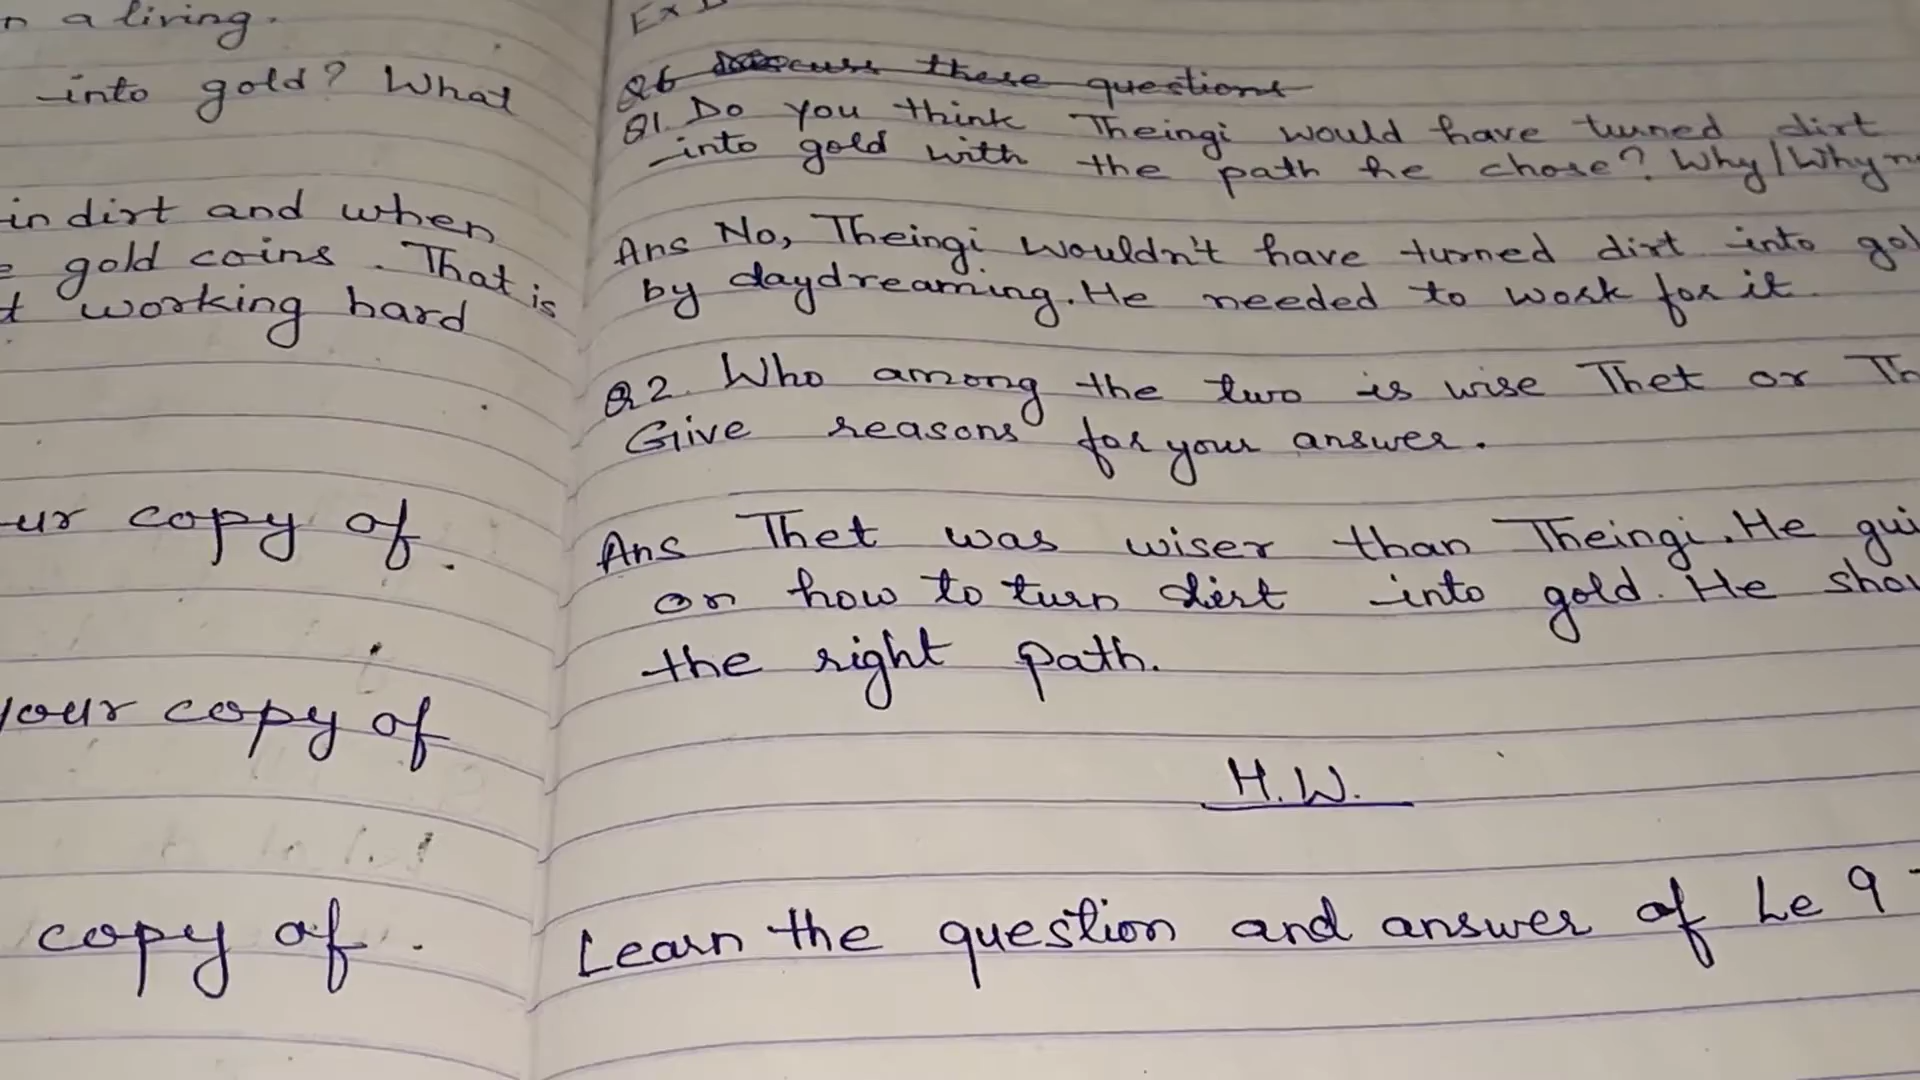 a living.
into gold? What
in dirt and when
gold coins. That is
working hard
copy of.
your copy of
copy of.
Ex
Q6 Discuss these questions
Q1. Do you think Theingi would have turned dirt
into gold with the path he chose? Why/Why
Ans No, Theingi wouldn't have turned dirt into
by daydreaming. He needed to work for it.
Q2. Who among the two is wise Thet or
Give reasons for your answer.
Ans Thet was wiser than Theingi. He
on how to turn dirt into gold. He
the right path.
H.W.
Learn the question and answer of Le 9